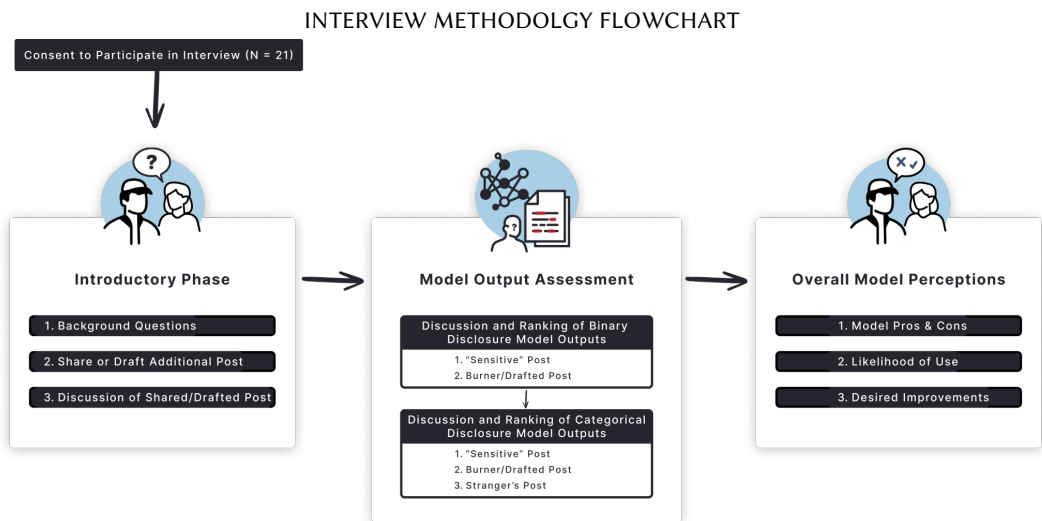 INTERVIEW METHODOLGY FLOWCHART
Consent to Participate in Interview (N = 21)
?
Introductory Phase
1. Background Questions
2. Share or Draft Additional Post
3. Discussion of Shared/Drafted Post
?
Model Output Assessment
Discussion and Ranking of Binary
Disclosure Model Outputs
1. "Sensitive" Post
2. Burner/Drafted Post
Discussion and Ranking of Categorical
Disclosure Model Outputs
1. "Sensitive" Post
2. Burner/Drafted Post
3. Stranger's Post
Overall Model Perceptions
1. Model Pros & Cons
2. Likelihood of Use
3. Desired Improvements